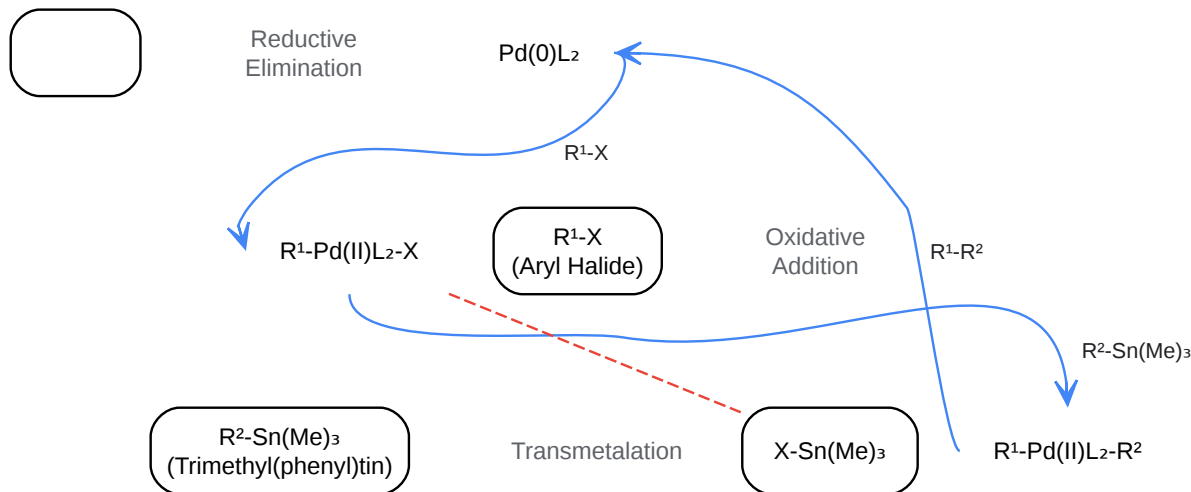 Reductive
Elimination
Pd(0)L₂
R¹-X
R¹-Pd(II)L₂-X
R¹-X
(Aryl Halide)
Oxidative
Addition
R¹-R²
R²-Sn(Me)₃
R²-Sn(Me)₃
(Trimethyl(phenyl)tin)
Transmetalation
X-Sn(Me)₃
R¹-Pd(II)L₂-R²